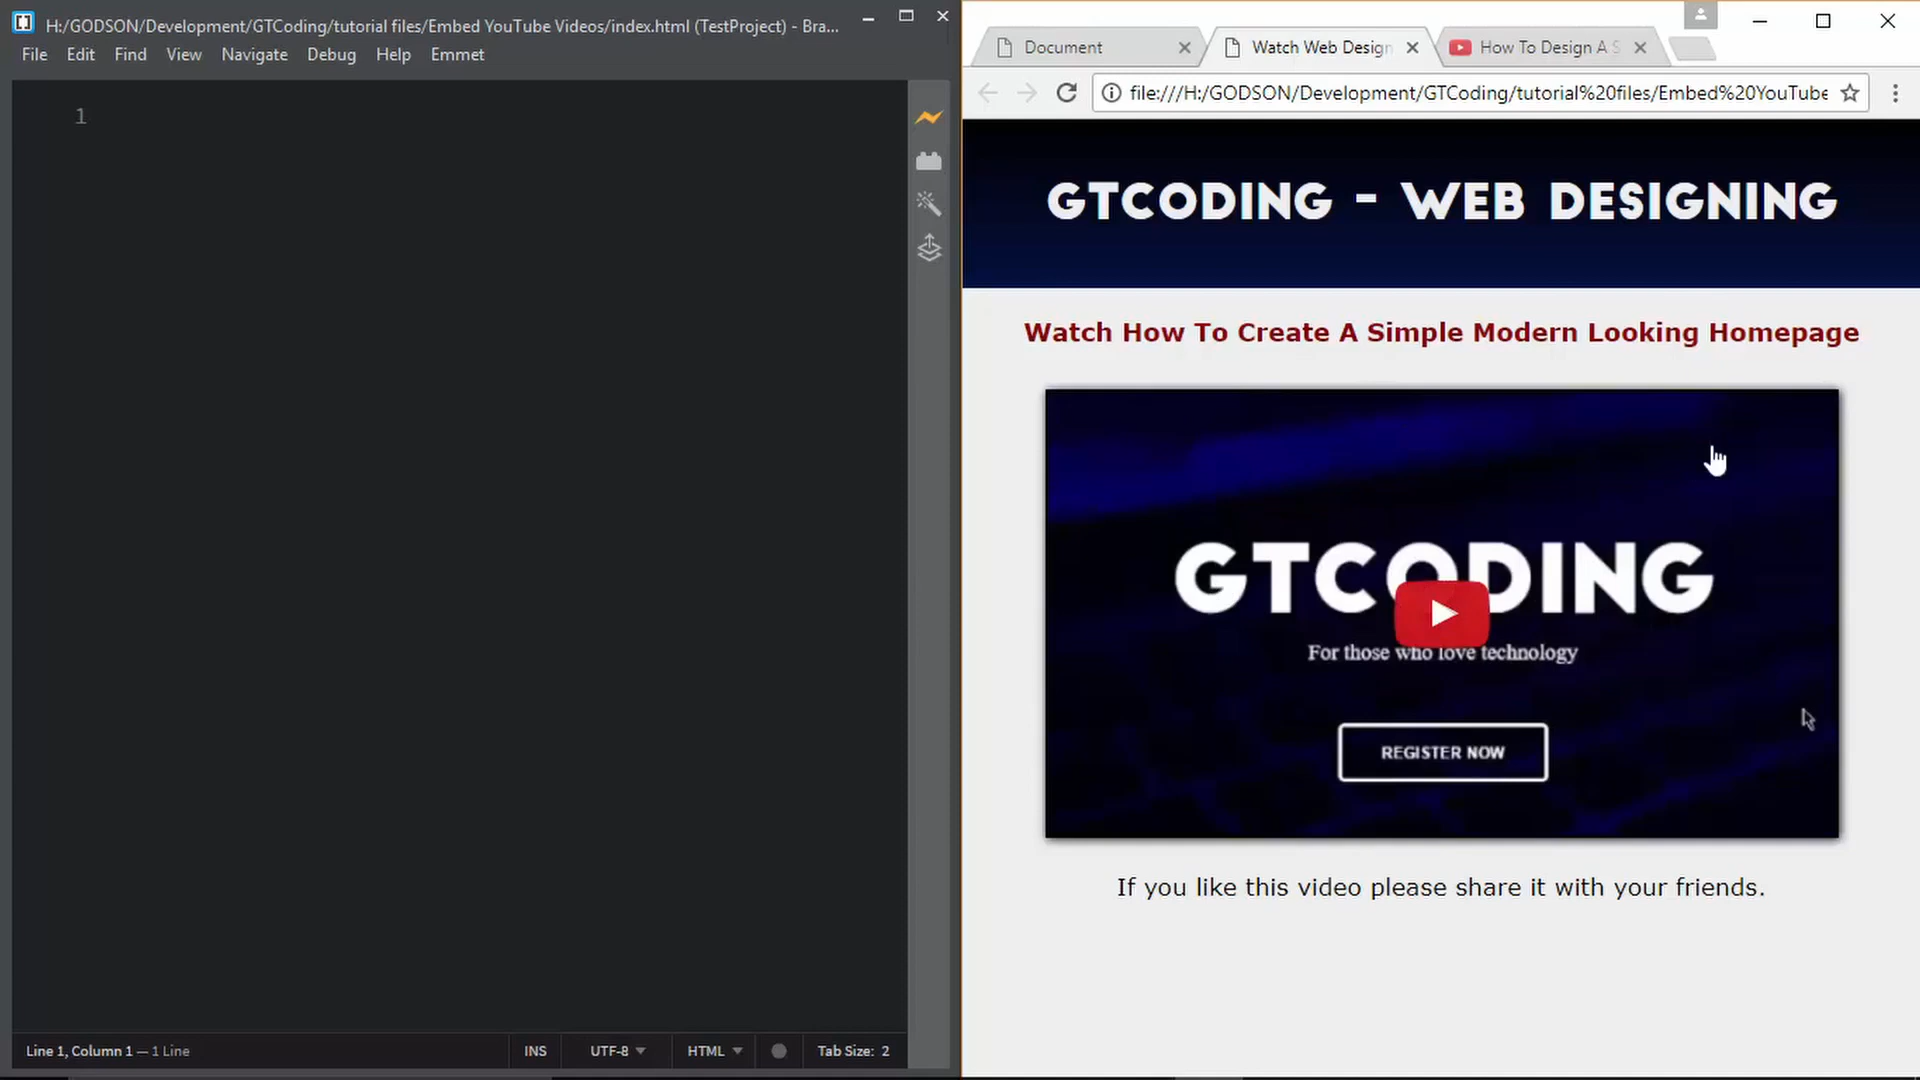 H:/GODSON/Development/GTCoding/tutorial files/Embed YouTube Videos/index.html (TestProject) - Bra...
File Edit Find View Navigate Debug Help Emmet
1
Line 1, Column 1 — 1 Line
INS
UTF-8
HTML
Tab Size: 2
Document
Watch Web Design
How To Design A S
file:///H:/GODSON/Development/GTCoding/tutorial%20files/Embed%20YouTube
GTCODING - WEB DESIGNING
Watch How To Create A Simple Modern Looking Homepage
GTCODING
For those who love technology
REGISTER NOW
If you like this video please share it with your friends.